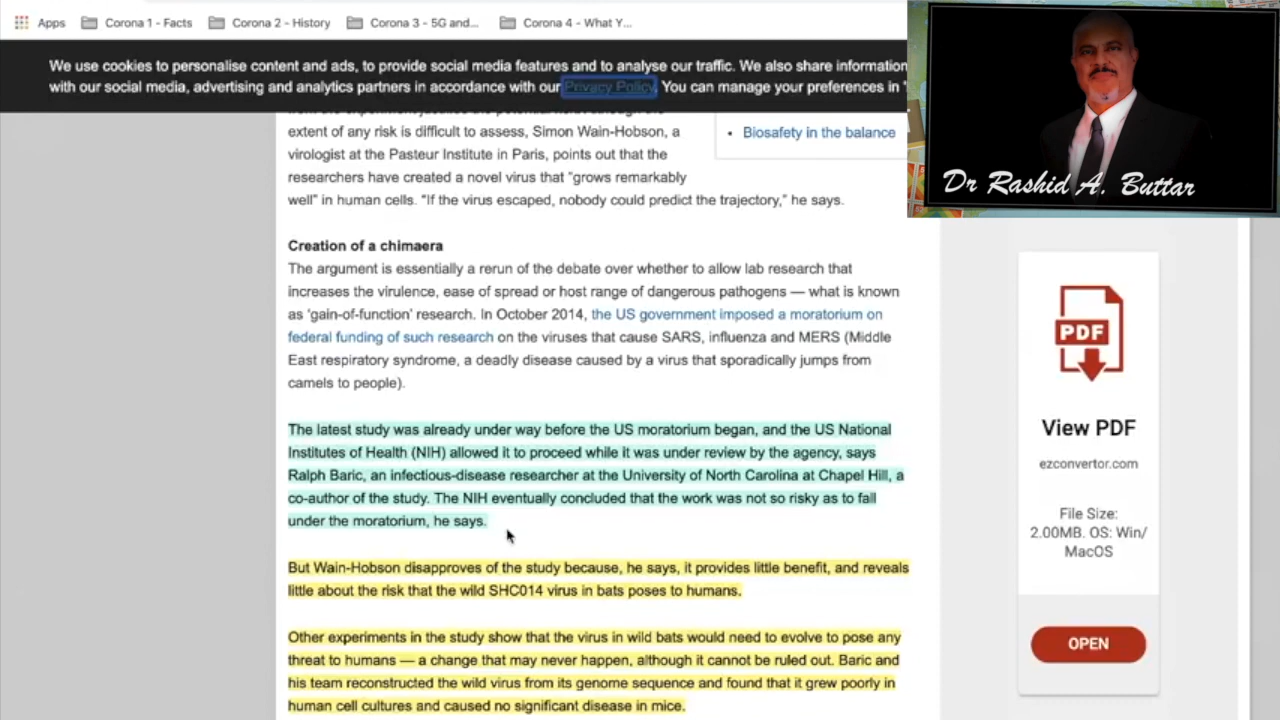 Apps
Corona 1 - Facts
Corona 2 - History
Corona 3 - 5G and...
Corona 4 - What Y...
We use cookies to personalise content and ads, to provide social media features and to analyse our traffic. We also share information
with our social media, advertising and analytics partners in accordance with our Privacy Policy. You can manage your preferences in '
Dr Rashid A. Buttar
extent of any risk is difficult to assess, Simon Wain-Hobson, a
virologist at the Pasteur Institute in Paris, points out that the
researchers have created a novel virus that “grows remarkably
well” in human cells. “If the virus escaped, nobody could predict the trajectory,” he says.
• Biosafety in the balance
Creation of a chimaera
The argument is essentially a rerun of the debate over whether to allow lab research that
increases the virulence, ease of spread or host range of dangerous pathogens — what is known
as ‘gain-of-function’ research. In October 2014, the US government imposed a moratorium on
federal funding of such research on the viruses that cause SARS, influenza and MERS (Middle
East respiratory syndrome, a deadly disease caused by a virus that sporadically jumps from
camels to people).
The latest study was already under way before the US moratorium began, and the US National
Institutes of Health (NIH) allowed it to proceed while it was under review by the agency, says
Ralph Baric, an infectious-disease researcher at the University of North Carolina at Chapel Hill, a
co-author of the study. The NIH eventually concluded that the work was not so risky as to fall
under the moratorium, he says.
But Wain-Hobson disapproves of the study because, he says, it provides little benefit, and reveals
little about the risk that the wild SHC014 virus in bats poses to humans.
Other experiments in the study show that the virus in wild bats would need to evolve to pose any
threat to humans — a change that may never happen, although it cannot be ruled out. Baric and
his team reconstructed the wild virus from its genome sequence and found that it grew poorly in
human cell cultures and caused no significant disease in mice.
PDF
View PDF
ezconvertor.com
File Size:
2.00MB. OS: Win/
MacOS
OPEN